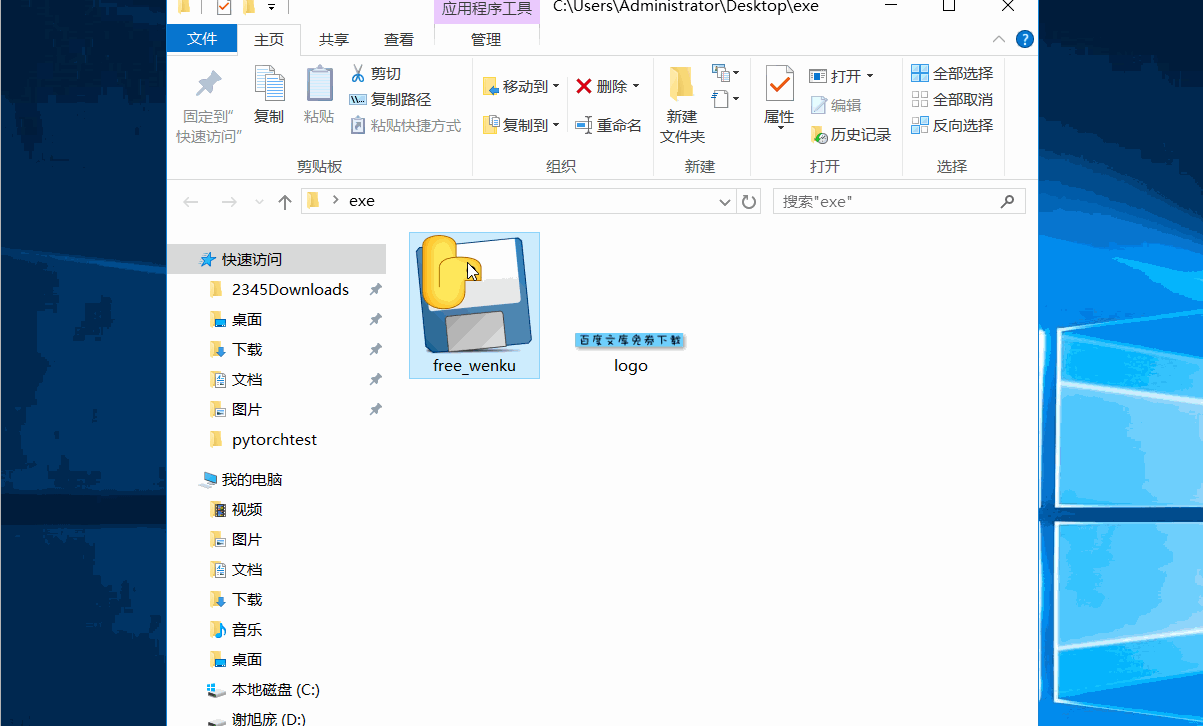 应用程序工具 C:\Users\Administrator\Desktop\exe
文件 主页 共享 查看 管理
固定到"
快速访问"
复制
粘贴
剪切
复制路径
粘贴快捷方式
剪贴板
移动到
复制到
删除
重命名
组织
新建
文件夹
新建
属性
打开
编辑
历史记录
打开
全部选择
全部取消
反向选择
选择
exe
搜索"exe"
快速访问
2345Downloads
桌面
下载
文档
图片
pytorchtest
我的电脑
视频
图片
文档
下载
音乐
桌面
本地磁盘 (C:)
谢旭庞 (D:)
free_wenku
百度文库免券下载
logo